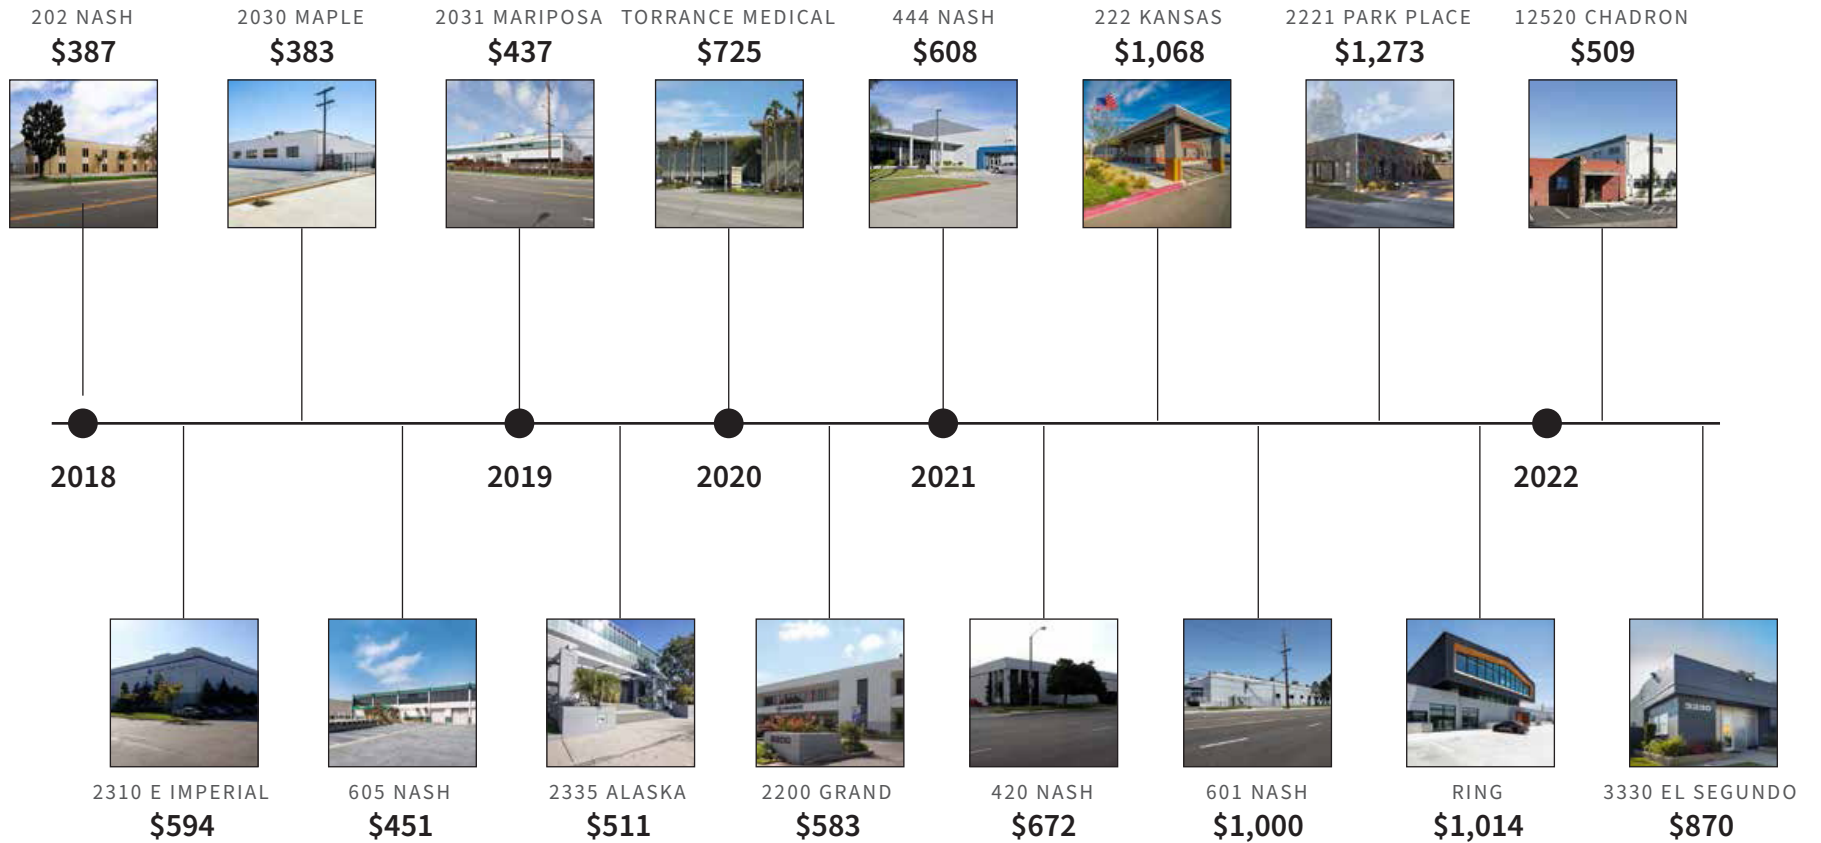 202 NASH
$387
2030 MAPLE
$383
2031 MARIPOSA
$437
TORRANCE MEDICAL
$725
444 NASH
$608
222 KANSAS
$1,068
2221 PARK PLACE
$1,273
12520 CHADRON
$509
2018
2019
2020
2021
2022
2200
3330
2310 E IMPERIAL
$594
605 NASH
$451
2335 ALASKA
$511
2200 GRAND
$583
420 NASH
$672
601 NASH
$1,000
RING
$1,014
3330 EL SEGUNDO
$870